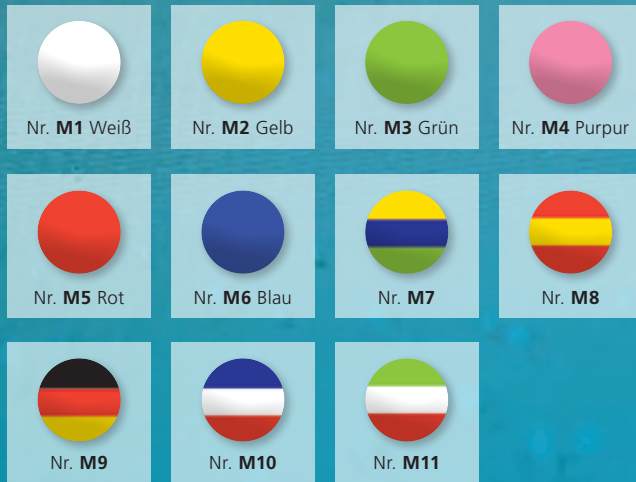 Nr. M1 Weiß
Nr. M2 Gelb
Nr. M3 Grün
Nr. M4 Purpur
Nr. M5 Rot
Nr. M6 Blau
Nr. M7
Nr. M8
Nr. M9
Nr. M10
Nr. M11